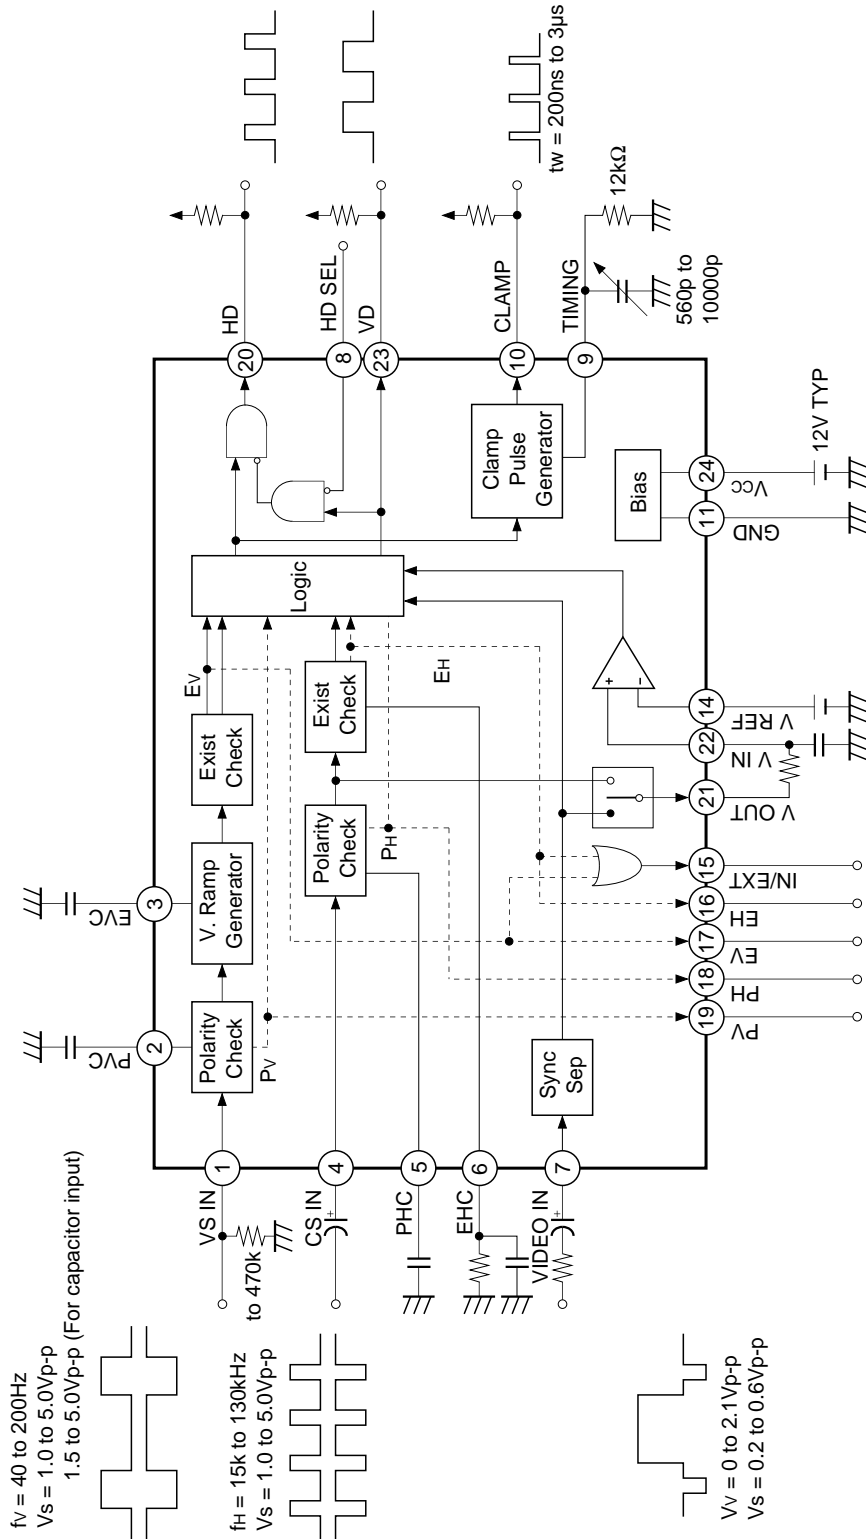 fV = 40 to 200Hz
VS = 1.0 to 5.0Vp-p
1.5 to 5.0Vp-p (For capacitor input)
fH = 15k to 130kHz
VS = 1.0 to 5.0Vp-p
VV = 0 to 2.1Vp-p
VS = 0.2 to 0.6Vp-p
VS IN
to 470k
CS IN
+
PHC
EHC
VIDEO IN
+
1
4
5
6
7
PVC
2
EVC
3
Polarity
Check
PV
V. Ramp
Generator
Exist
Check
EV
Polarity
Check
PH
Exist
Check
EH
Sync
Sep
Logic
+
−
Clamp
Pulse
Generator
Bias
19
PV
18
PH
17
EV
16
EH
15
IN/EXT
21
V OUT
22
V IN
14
V REF
11
GND
24
VCC
12V TYP
20
HD
8
HD SEL
23
VD
10
CLAMP
9
TIMING
560p to
10000p
12kΩ
tw = 200ns to 3µs